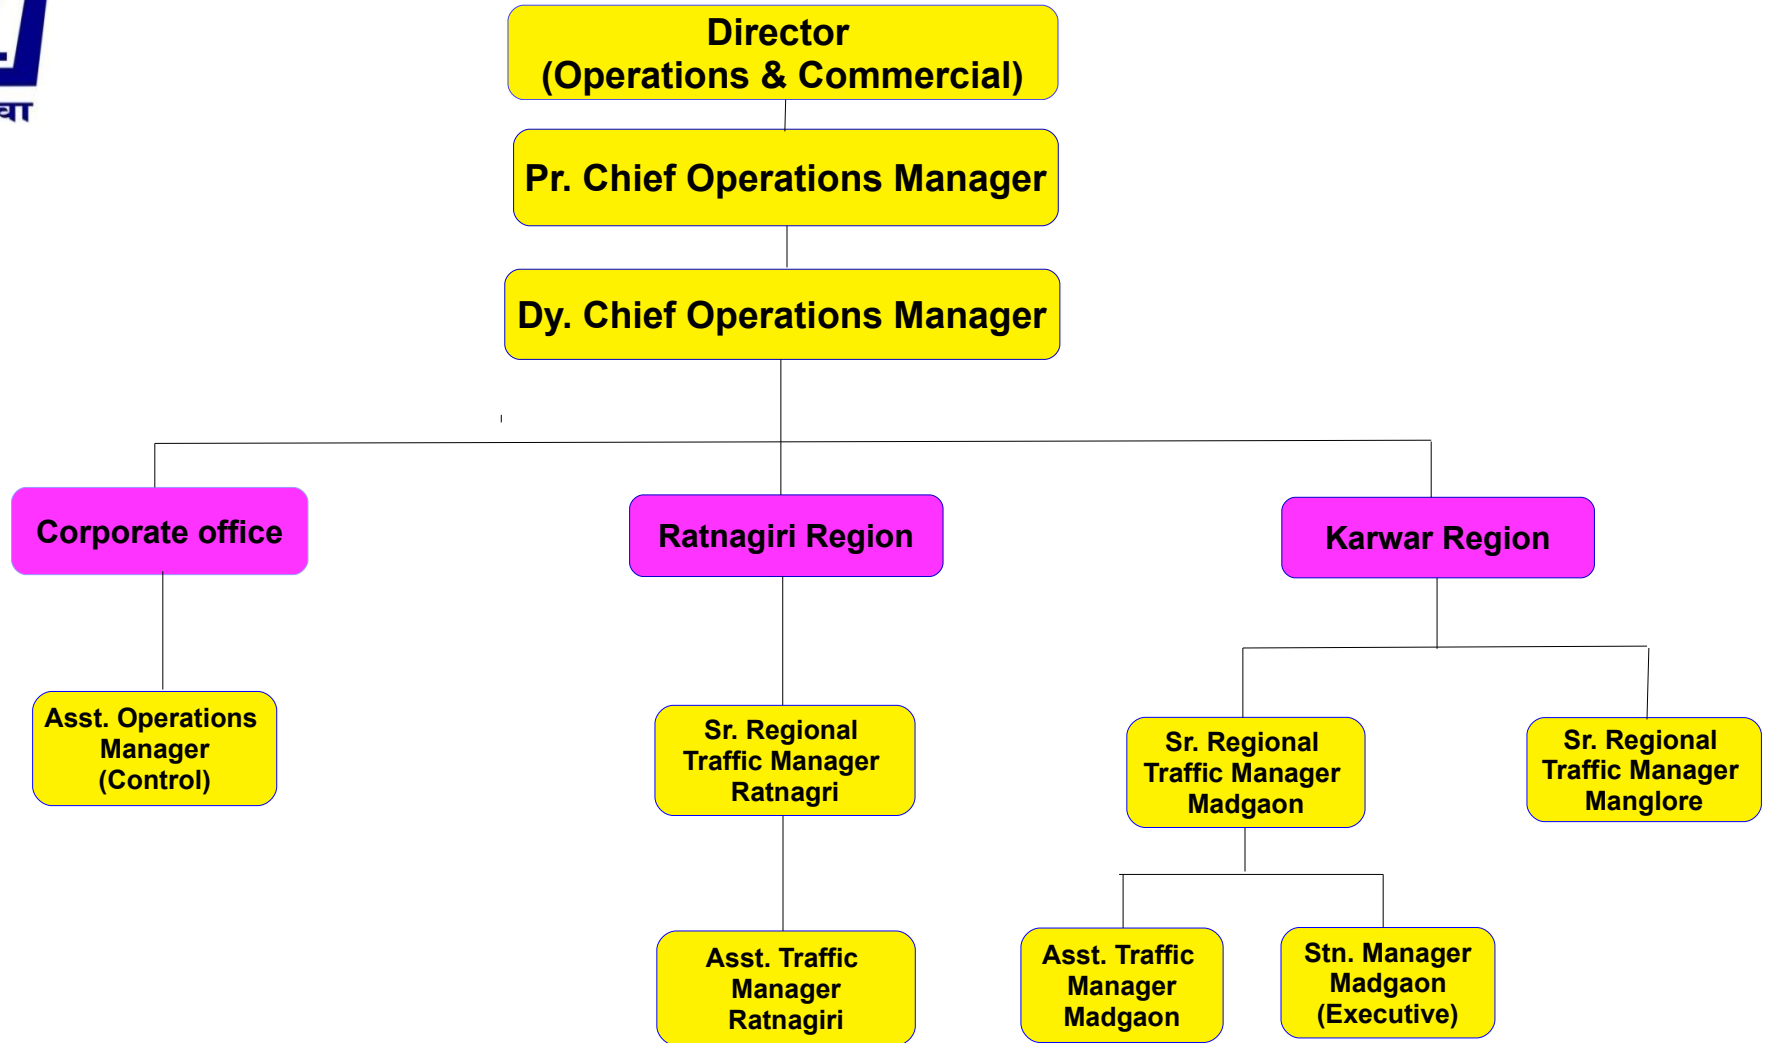 Director
(Operations & Commercial)
Pr. Chief Operations Manager
Dy. Chief Operations Manager
Corporate office
Ratnagiri Region
Karwar Region
Asst. Operations
Manager
(Control)
Sr. Regional
Traffic Manager
Ratnagri
Sr. Regional
Traffic Manager
Madgaon
Sr. Regional
Traffic Manager
Manglore
Asst. Traffic
Manager
Ratnagiri
Asst. Traffic
Manager
Madgaon
Stn. Manager
Madgaon
(Executive)